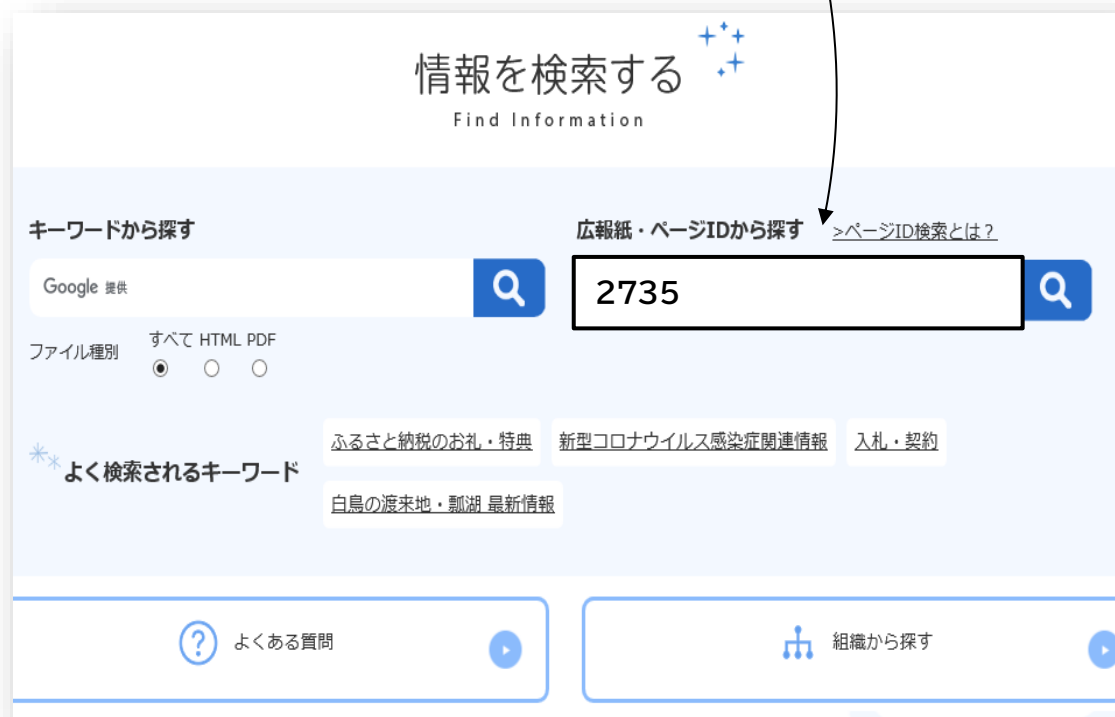 情報を検索する
Find Information
キーワードから探す
Google 提供
ファイル種別
すべて HTML PDF
広報紙・ページIDから探す >ページID検索とは?
2735
よく検索されるキーワード
ふるさと納税のお礼・特典 新型コロナウイルス感染症関連情報 入札・契約
白鳥の渡来地・瓢湖 最新情報
よくある質問
組織から探す